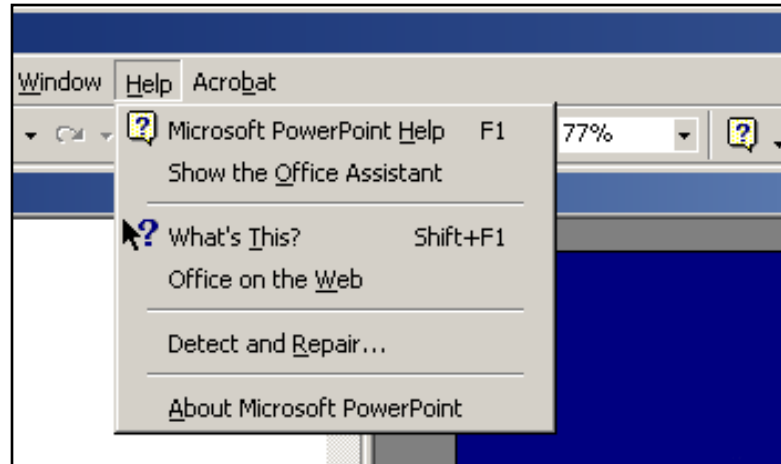 Window Help Acrobat
Microsoft PowerPoint Help F1 77%
Show the Office Assistant
What's This? Shift+F1
Office on the Web
Detect and Repair...
About Microsoft PowerPoint